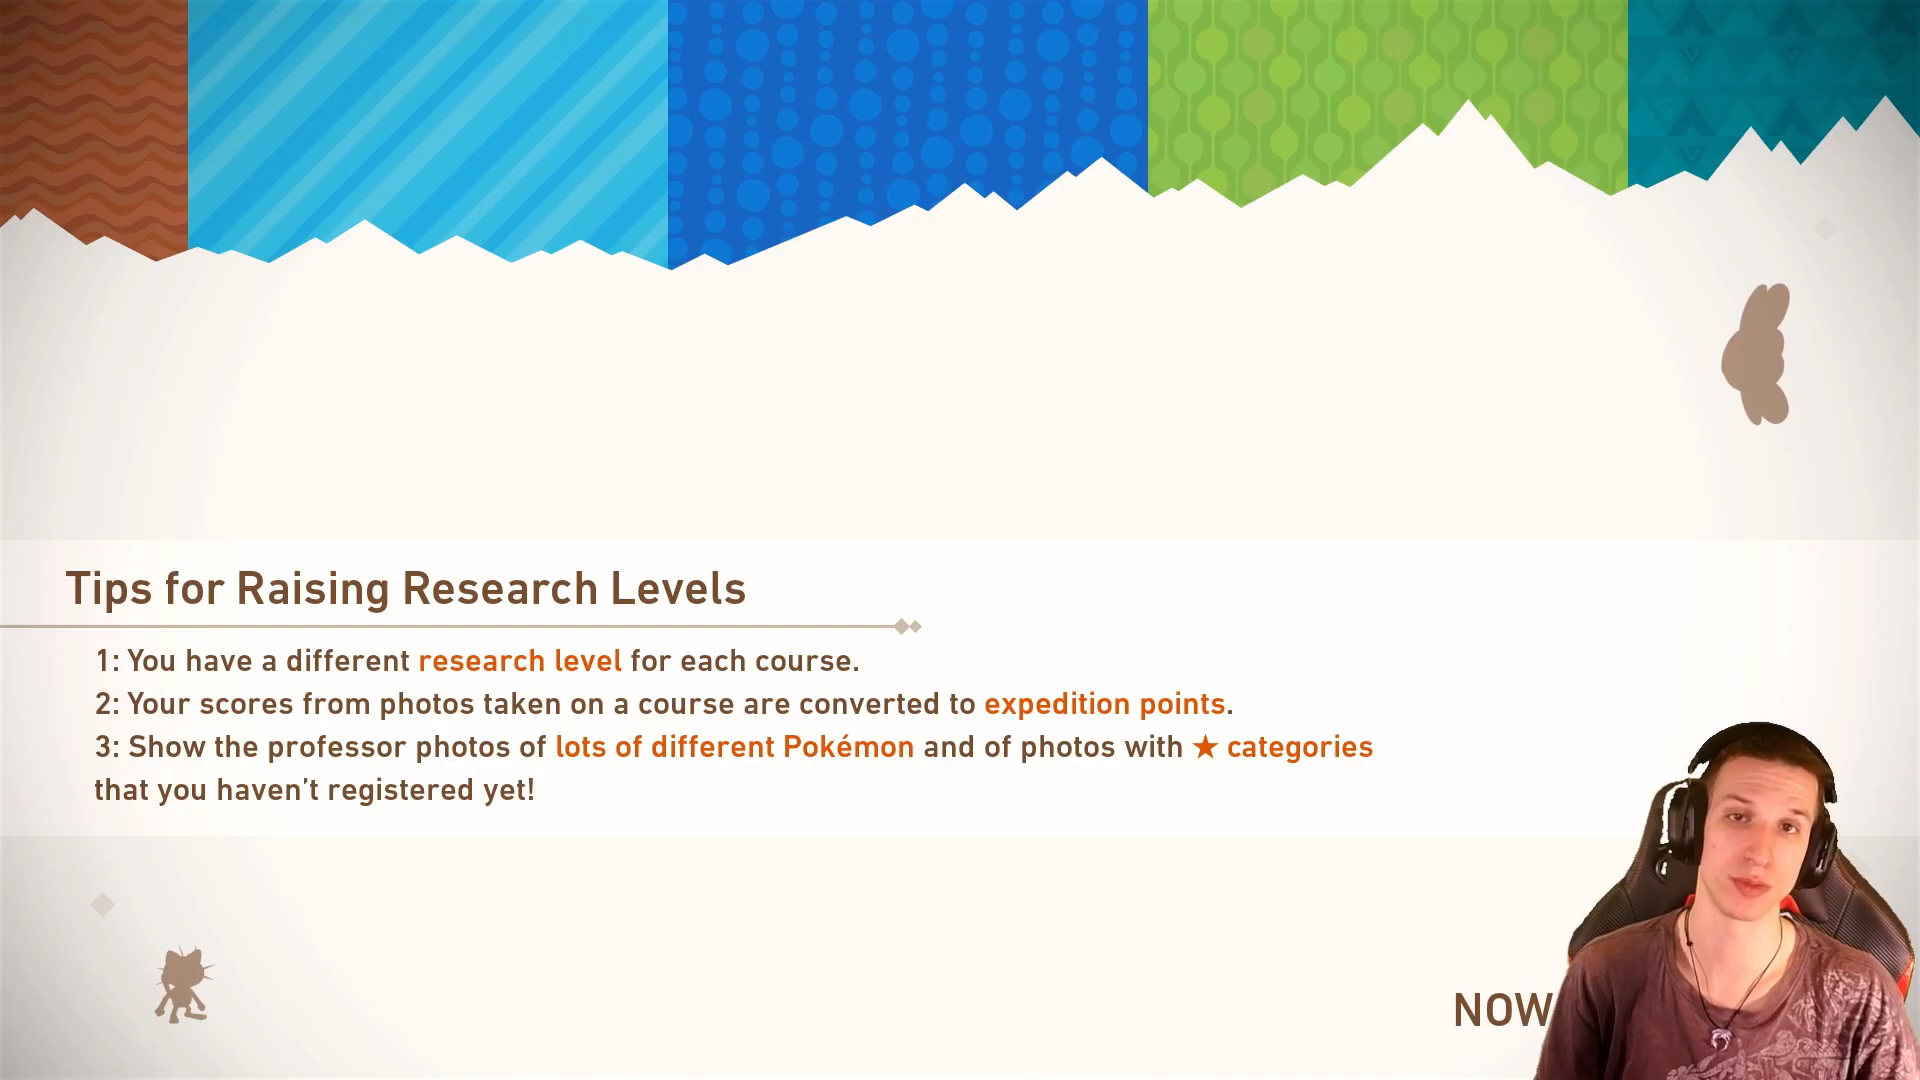 Tips for Raising Research Levels
1: You have a different research level for each course.
2: Your scores from photos taken on a course are converted to expedition points.
3: Show the professor photos of lots of different Pokémon and of photos with ★ categories
that you haven't registered yet!
NOW